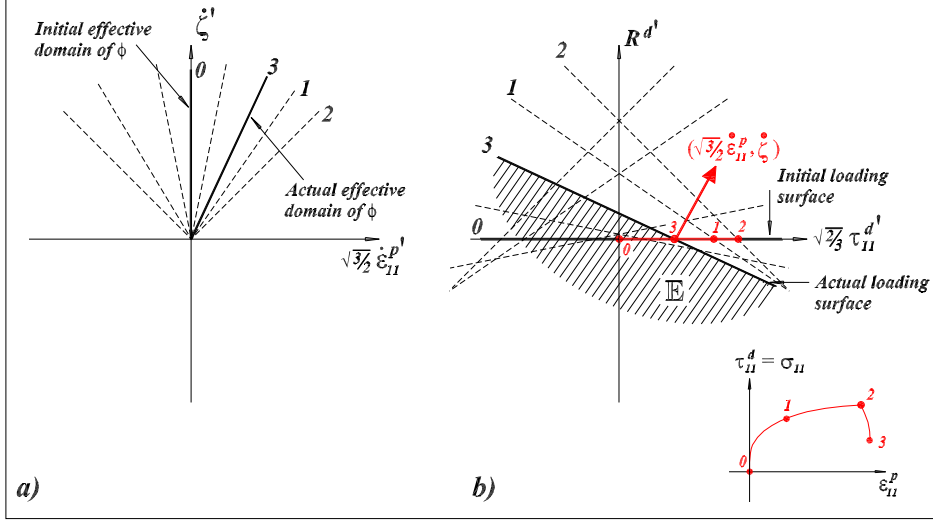 ζ̇'
Initial effective
domain of ϕ
0
3
1
2
Actual effective
domain of ϕ
√3/2 ε̇₁₁ᵖ'
a)
R^d'
2
1
3
(√3/2 ε̇₁₁ᵖ, ζ̇)
Initial loading
surface
0
0
3
1
2
√2/3 τ₁₁^d'
𝔼
Actual loading
surface
τ₁₁^d = σ₁₁
1
2
3
0
ε₁₁ᵖ
b)